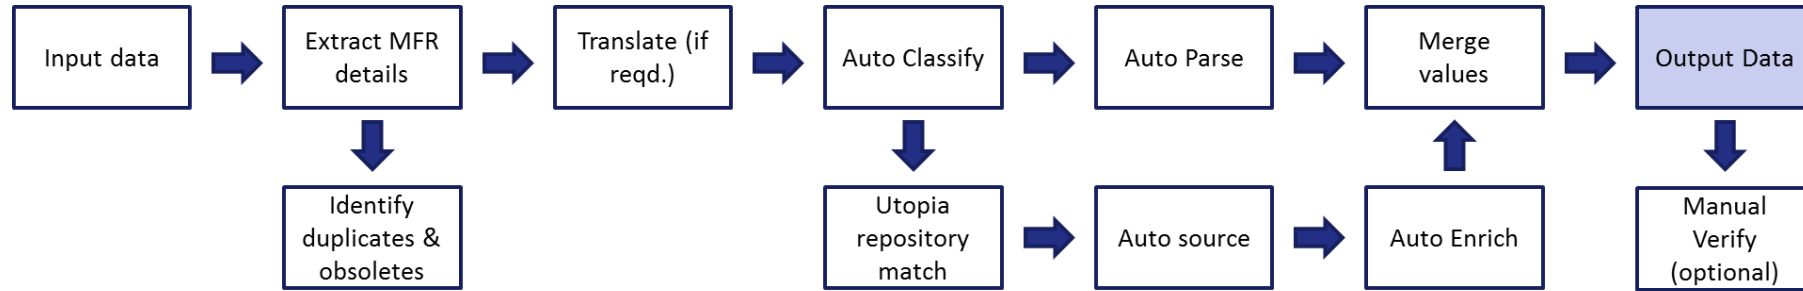 Input data
Extract MFR
details
Translate (if
reqd.)
Auto Classify
Auto Parse
Merge
values
Output Data
Identify
duplicates &
obsoletes
Utopia
repository
match
Auto source
Auto Enrich
Manual
Verify
(optional)